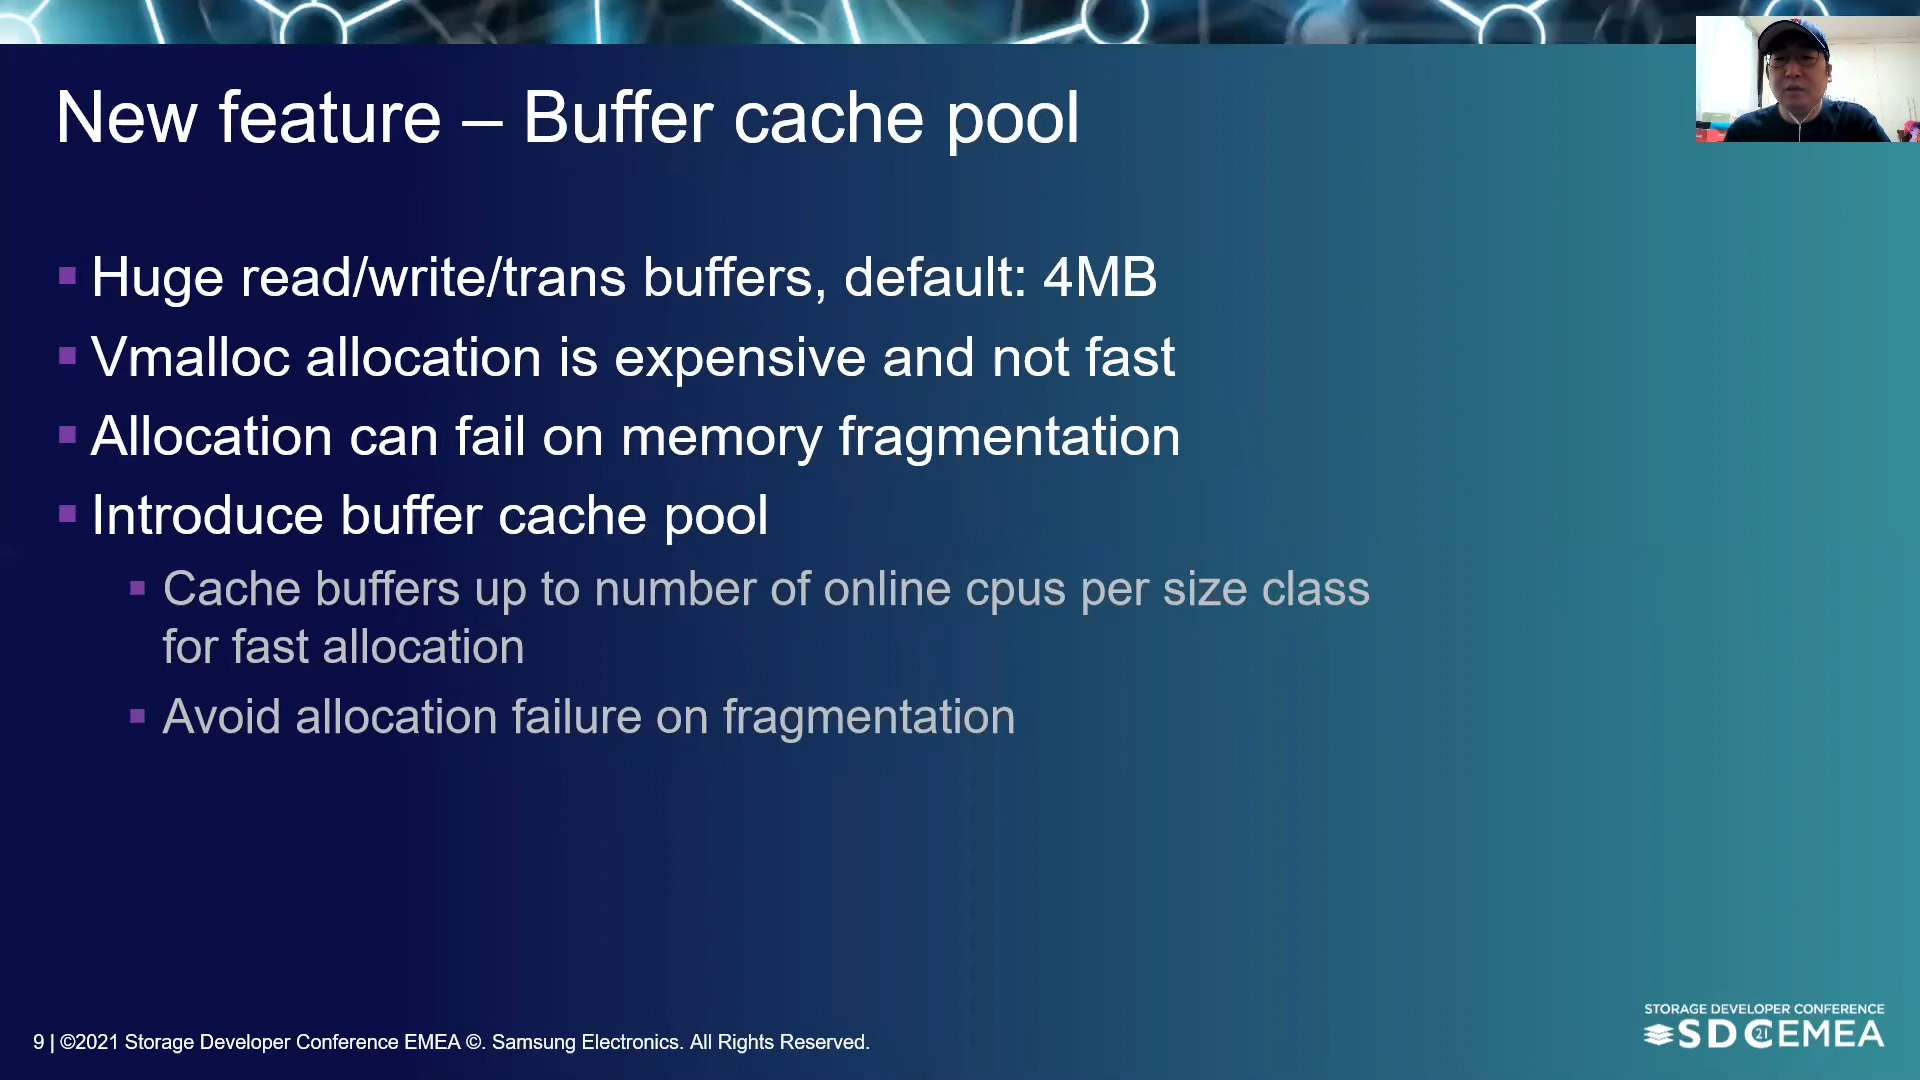 New feature – Buffer cache pool
▪ Huge read/write/trans buffers, default: 4MB
▪ Vmalloc allocation is expensive and not fast
▪ Allocation can fail on memory fragmentation
▪ Introduce buffer cache pool
▪ Cache buffers up to number of online cpus per size class
for fast allocation
▪ Avoid allocation failure on fragmentation
9 | ©2021 Storage Developer Conference EMEA ©. Samsung Electronics. All Rights Reserved.
STORAGE DEVELOPER CONFERENCE
SDC21EMEA